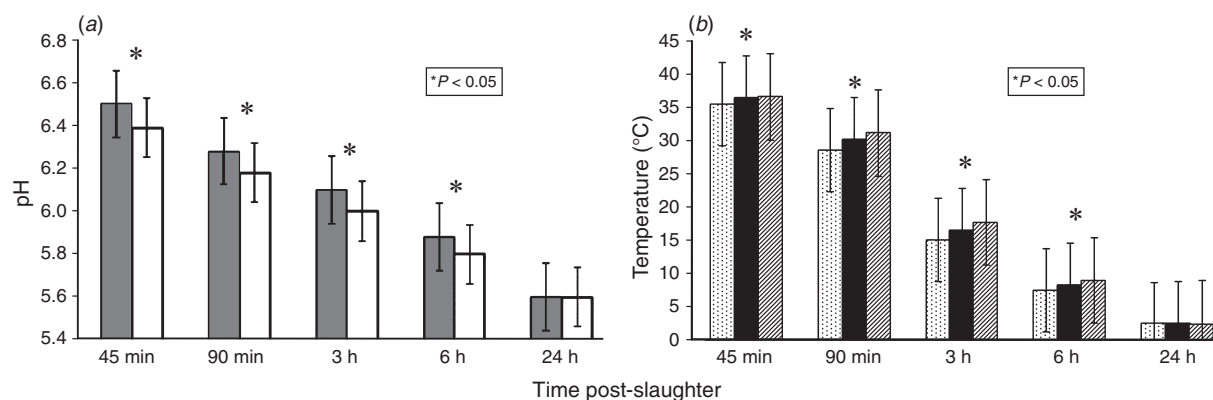 (a)
6.8
6.6
6.4
6.2
6.0
5.8
5.6
5.4
pH
*
*
*
*
*P < 0.05
45 min 90 min 3 h 6 h 24 h
(b)
45
40
35
30
25
20
15
10
5
0
Temperature (°C)
*
*
*
*
*P < 0.05
45 min 90 min 3 h 6 h 24 h
Time post-slaughter